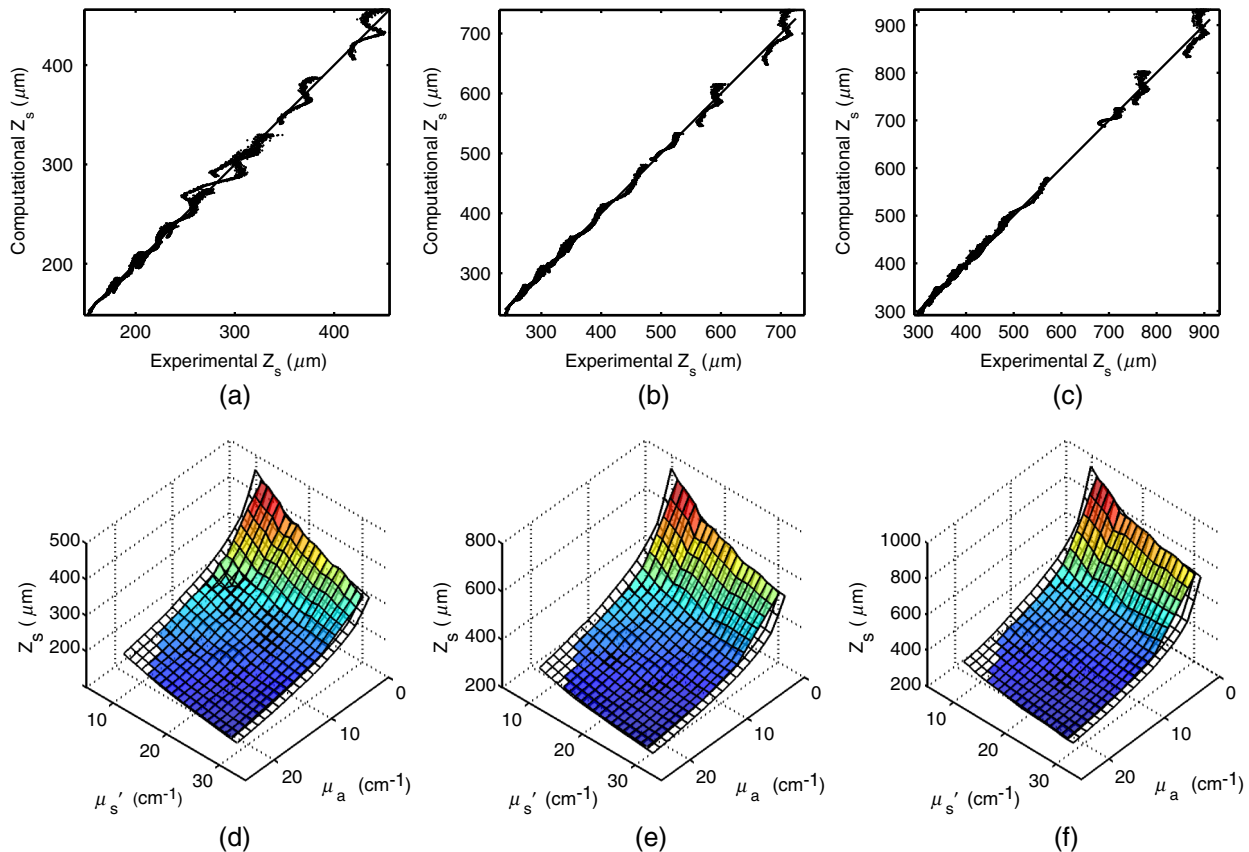 400
300
200
Computational Z_s (μm)
200 300 400
Experimental Z_s (μm)
(a)
700
600
500
400
300
Computational Z_s (μm)
300 400 500 600 700
Experimental Z_s (μm)
(b)
900
800
700
600
500
400
300
Computational Z_s (μm)
300 400 500 600 700 800 900
Experimental Z_s (μm)
(c)
500
400
300
200
Z_s (μm)
10
20
30
μ_s' (cm⁻¹)
0
10
20
μ_a (cm⁻¹)
(d)
800
600
400
200
Z_s (μm)
10
20
30
μ_s' (cm⁻¹)
0
10
20
μ_a (cm⁻¹)
(e)
1000
800
600
400
200
Z_s (μm)
10
20
30
μ_s' (cm⁻¹)
0
10
20
μ_a (cm⁻¹)
(f)